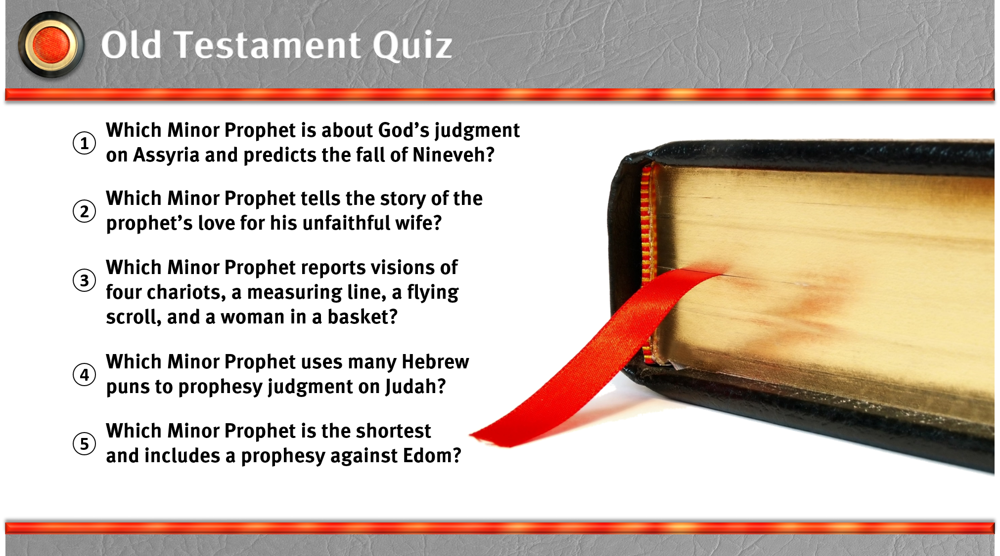 Old Testament Quiz
1
Which Minor Prophet is about God’s judgment
on Assyria and predicts the fall of Nineveh?
2
Which Minor Prophet tells the story of the
prophet’s love for his unfaithful wife?
3
Which Minor Prophet reports visions of
four chariots, a measuring line, a flying
scroll, and a woman in a basket?
4
Which Minor Prophet uses many Hebrew
puns to prophesy judgment on Judah?
5
Which Minor Prophet is the shortest
and includes a prophesy against Edom?